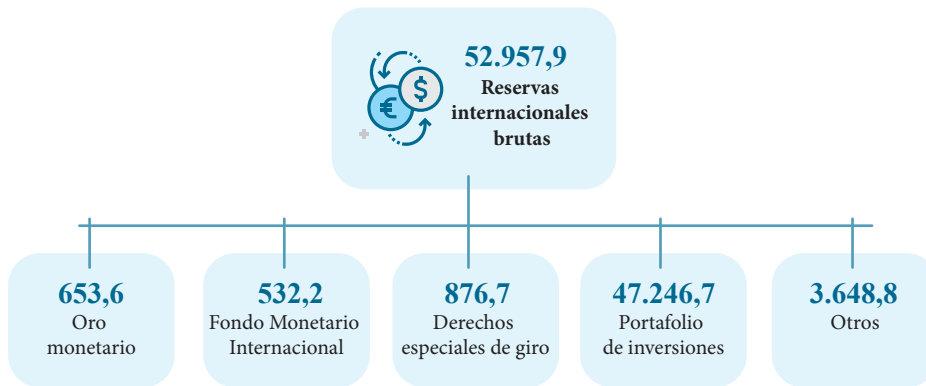 52.957,9
Reservas
internacionales
brutas
€
$
653,6
Oro
monetario
532,2
Fondo Monetario
Internacional
876,7
Derechos
especiales de giro
47.246,7
Portafolio
de inversiones
3.648,8
Otros